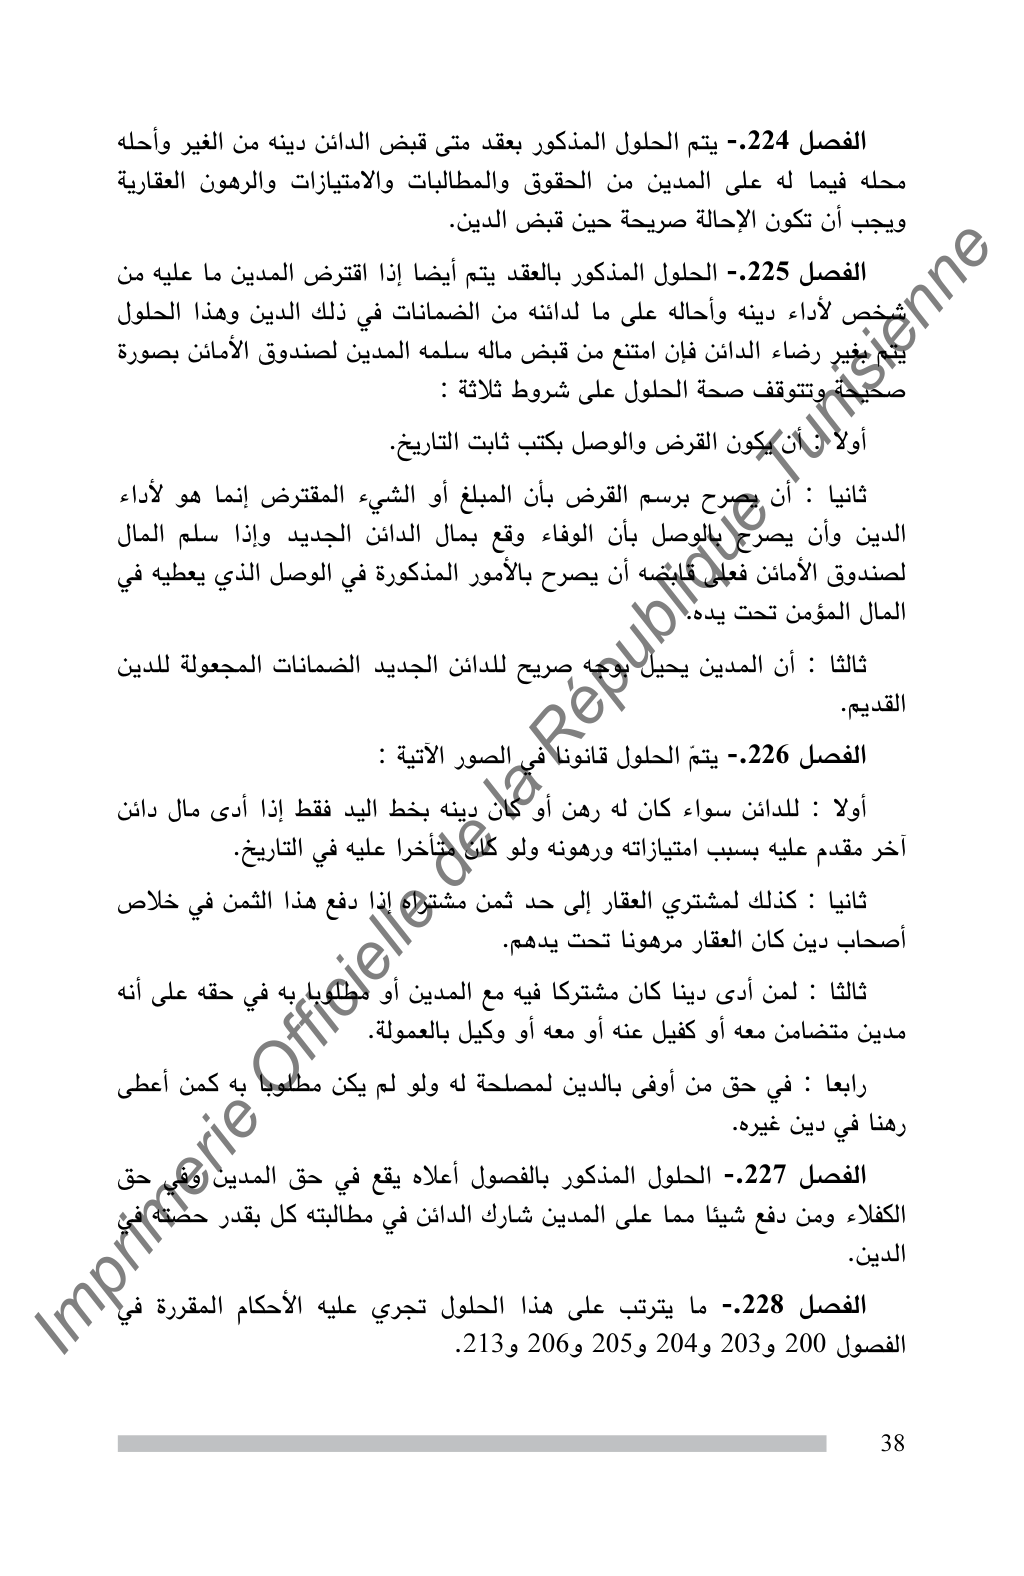 الفصل 224.- يتم الحلول المذكور بعقد متى قبض الدائن دينه من الغير وأحله
محله فيما له على المدين من الحقوق والمطالبات والامتيازات والرهون العقارية
ويجب أن تكون الإحالة صريحة حين قبض الدين.
الفصل 225.- الحلول المذكور بالعقد يتم أيضا إذا اقترض المدين ما عليه من
شخص لأداء دينه وأحاله على ما لدائنه من الضمانات في ذلك الدين وهذا الحلول
يتم بغير رضاء الدائن فإن امتنع من قبض ماله سلمه المدين لصندوق الأمائن بصورة
صحيحة وتتوقف صحة الحلول على شروط ثلاثة :
أولا : أن يكون القرض والوصل بكتب ثابت التاريخ.
ثانيا : أن يصرح برسم القرض بأن المبلغ أو الشيء المقترض إنما هو لأداء
الدين وأن يصرح بالوصل بأن الوفاء وقع بمال الدائن الجديد وإذا سلم المال
لصندوق الأمائن فعلى قابضه أن يصرح بالأمور المذكورة في الوصل الذي يعطيه في
المال المؤمن تحت يده.
ثالثا : أن المدين يحيل بوجه صريح للدائن الجديد الضمانات المجعولة للدين
القديم.
الفصل 226.- يتمّ الحلول قانونا في الصور الآتية :
أولا : للدائن سواء كان له رهن أو كان دينه بخط اليد فقط إذا أدى مال دائن
آخر مقدم عليه بسبب امتيازاته ورهونه ولو كان متأخرا عليه في التاريخ.
ثانيا : كذلك لمشتري العقار إلى حد ثمن مشتراه إذا دفع هذا الثمن في خلاص
أصحاب دين كان العقار مرهونا تحت يدهم.
ثالثا : لمن أدى دينا كان مشتركا فيه مع المدين أو مطلوبا به في حقه على أنه
مدين متضامن معه أو كفيل عنه أو معه أو وكيل بالعمولة.
رابعا : في حق من أوفى بالدين لمصلحة له ولو لم يكن مطلوبا به كمن أعطى
رهنا في دين غيره.
الفصل 227.- الحلول المذكور بالفصول أعلاه يقع في حق المدين وفي حق
الكفلاء ومن دفع شيئا مما على المدين شارك الدائن في مطالبته كل بقدر حصته في
الدين.
الفصل 228.- ما يترتب على هذا الحلول تجري عليه الأحكام المقررة في
الفصول 200 و203 و204 و205 و206 و213.
38
Imprimerie Officielle de la République Tunisienne